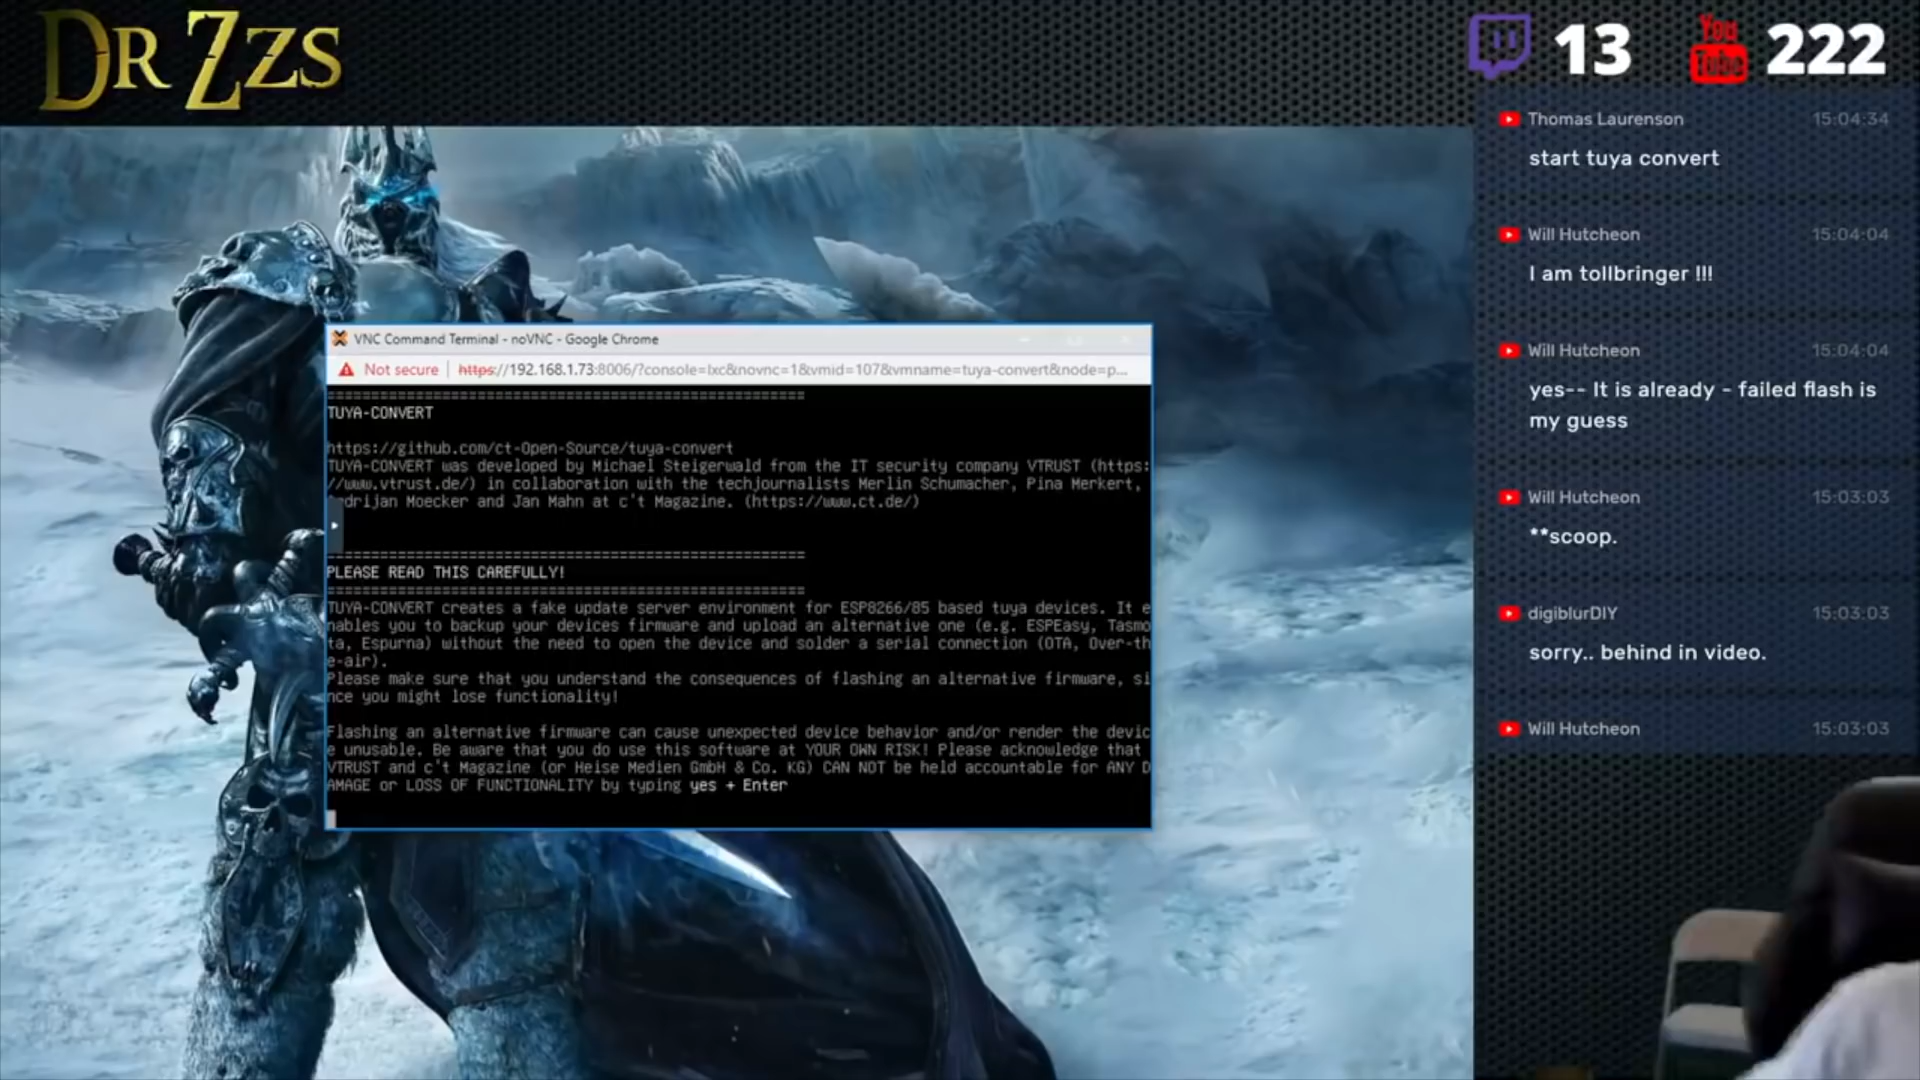 DR ZZS
13
You
Tube
222
Thomas Laurenson 15:04:34
start tuya convert
Will Hutcheon 15:04:04
I am tollbringer !!!
Will Hutcheon 15:04:04
yes-- It is already - failed flash is
my guess
Will Hutcheon 15:03:03
**scoop.
digiblurDIY 15:03:03
sorry.. behind in video.
Will Hutcheon 15:03:03
VNC Command Terminal - noVNC - Google Chrome
Not secure https://192.168.1.73:8006/?console=lxc&novnc=1&vmid=107&vmname=tuya-convert&node=p...
======================================================
TUYA-CONVERT
https://github.com/ct-Open-Source/tuya-convert
TUYA-CONVERT was developed by Michael Steigerwald from the IT security company VTRUST (https:
//www.vtrust.de/) in collaboration with the techjournalists Merlin Schumacher, Pina Merkert,
drijan Moecker and Jan Mahn at c't Magazine. (https://www.ct.de/)
======================================================
PLEASE READ THIS CAREFULLY!
======================================================
TUYA-CONVERT creates a fake update server environment for ESP8266/85 based tuya devices. It e
nables you to backup your devices firmware and upload an alternative one (e.g. ESPEasy, Tasmo
ta, Espurna) without the need to open the device and solder a serial connection (OTA, Over-th
e-air).
Please make sure that you understand the consequences of flashing an alternative firmware, si
nce you might lose functionality!
Flashing an alternative firmware can cause unexpected device behavior and/or render the devic
e unusable. Be aware that you do use this software at YOUR OWN RISK! Please acknowledge that
VTRUST and c't Magazine (or Heise Medien GmbH & Co. KG) CAN NOT be held accountable for ANY D
AMAGE or LOSS OF FUNCTIONALITY by typing yes + Enter